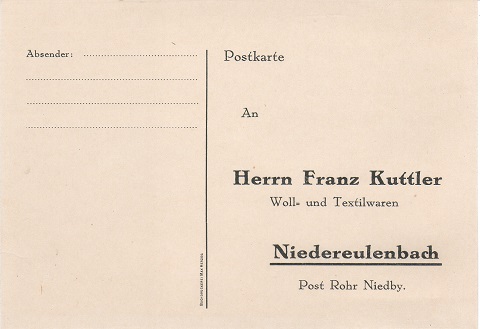 Absender:
Postkarte
An
Herrn Franz Kuttler
Woll- und Textilwaren
Niedereulenbach
Post Rohr Niedby.